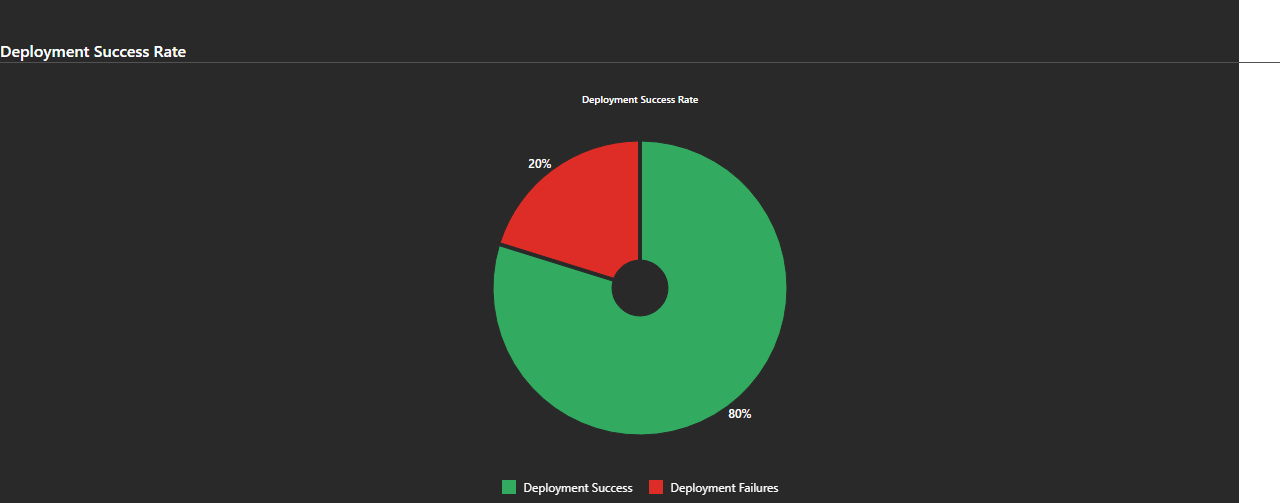 Deployment Success Rate
Deployment Success Rate
20%
80%
Deployment Success
Deployment Failures